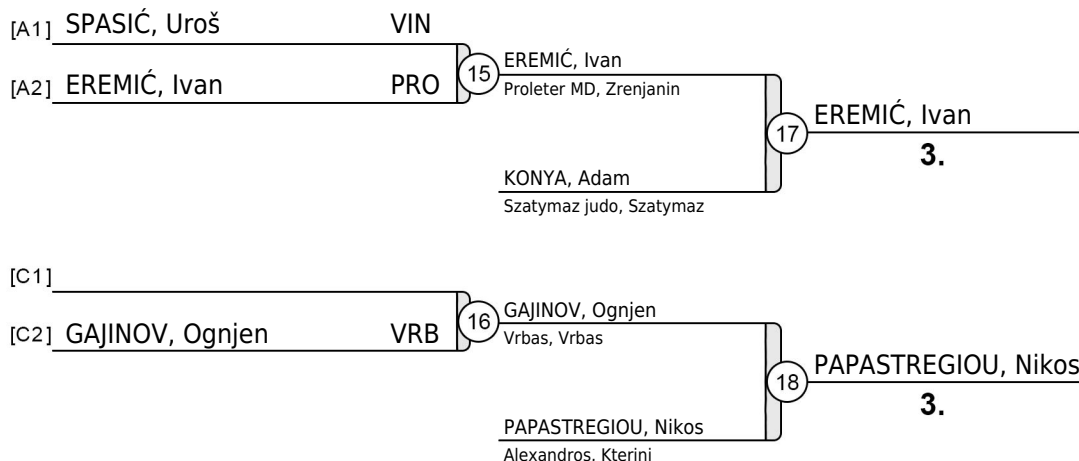 [A1] SPASIĆ, Uroš VIN
[A2] EREMIĆ, Ivan PRO
15
EREMIĆ, Ivan
Proleter MD, Zrenjanin
KONYA, Adam
Szatymaz judo, Szatymaz
17
EREMIĆ, Ivan
3.
[C1]
[C2] GAJINOV, Ognjen VRB
16
GAJINOV, Ognjen
Vrbas, Vrbas
PAPASTREGIOU, Nikos
Alexandros, Kterini
18
PAPASTREGIOU, Nikos
3.